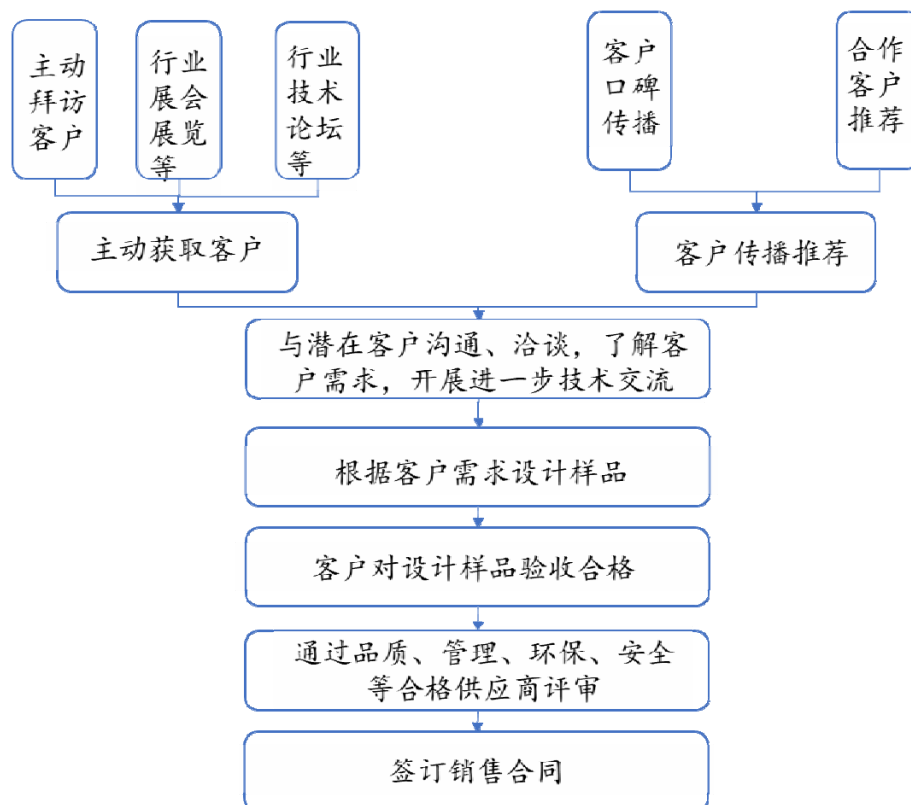 主动
拜访
客户
行业
展会
展览
等
行业
技术
论坛
等
客户
口碑
传播
合作
客户
推荐
主动获取客户
客户传播推荐
与潜在客户沟通、洽谈，了解客
户需求，开展进一步技术交流
根据客户需求设计样品
客户对设计样品验收合格
通过品质、管理、环保、安全
等合格供应商评审
签订销售合同